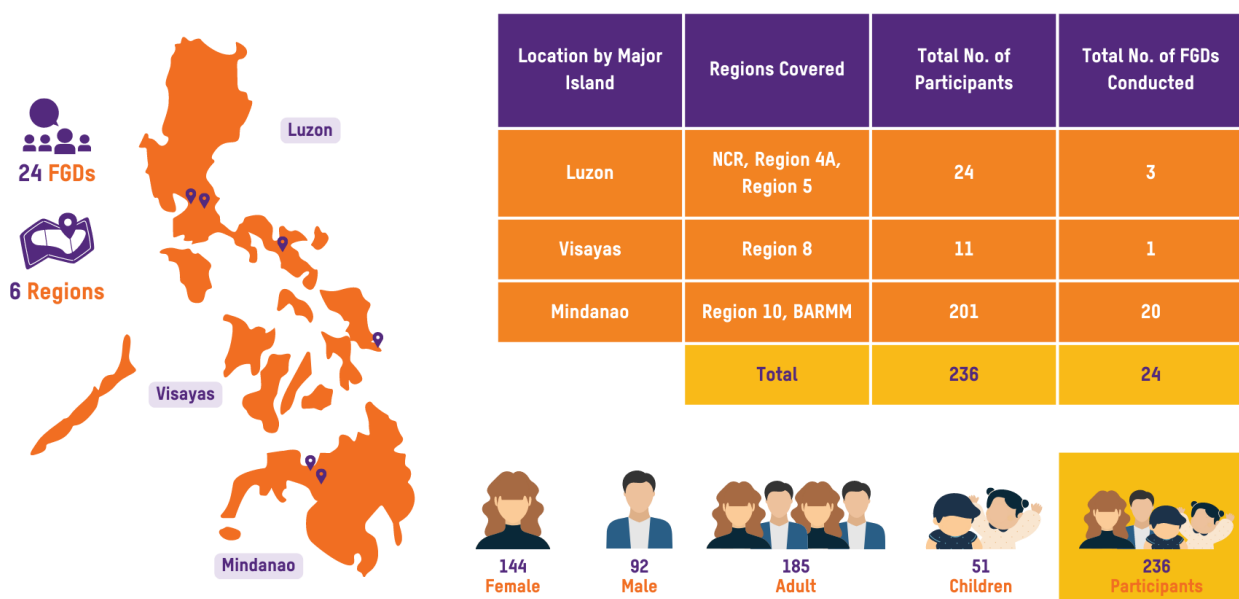 24 FGDs
6 Regions
Luzon
Visayas
Mindanao
Location by Major
Island
Regions Covered
Total No. of
Participants
Total No. of FGDs
Conducted
Luzon
NCR, Region 4A,
Region 5
24
3
Visayas
Region 8
11
1
Mindanao
Region 10, BARMM
201
20
Total
236
24
144
Female
92
Male
185
Adult
51
Children
236
Participants